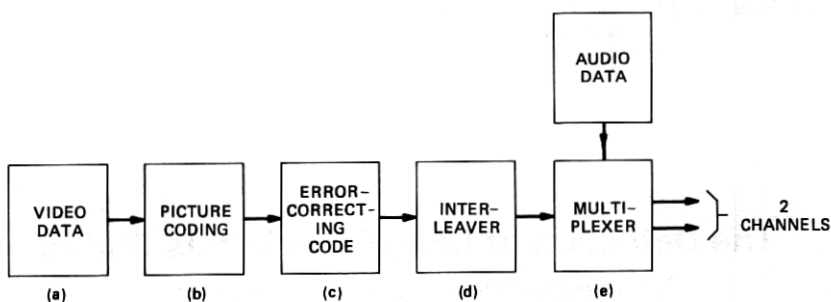 AUDIO
DATA
VIDEO
DATA
PICTURE
CODING
ERROR–
CORRECT–
ING
CODE
INTER–
LEAVER
MULTI–
PLEXER
2
CHANNELS
(a)
(b)
(c)
(d)
(e)